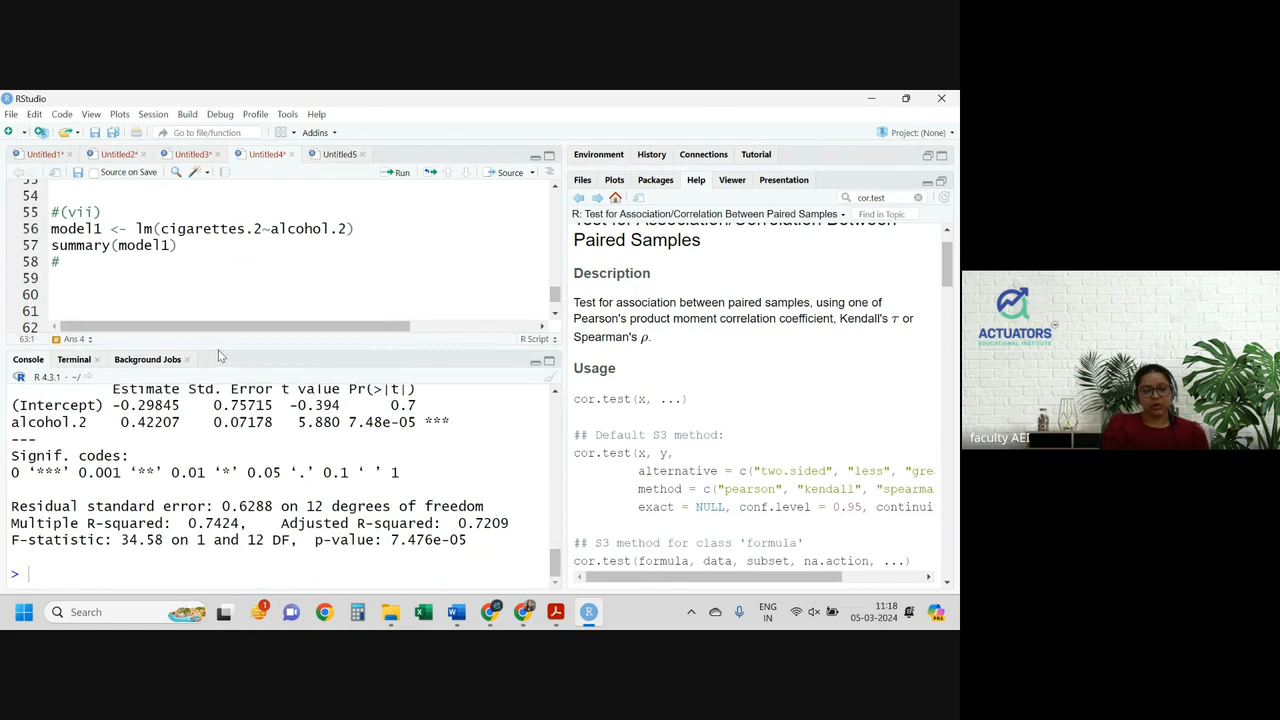 RStudio
File Edit Code View Plots Session Build Debug Profile Tools Help
Go to file/function Addins Project: (None)
Untitled1* Untitled2* Untitled3* Untitled4* Untitled5
Source on Save Run Source
54
55 #(vii)
56 model1 <- lm(cigarettes.2~alcohol.2)
57 summary(model1)
58 #
59
60
61
62
63:1 Ans 4 R Script
Console Terminal Background Jobs
R 4.3.1 · ~/
Estimate Std. Error t value Pr(>|t|)
(Intercept) -0.29845 0.75715 -0.394 0.7
alcohol.2 0.42207 0.07178 5.880 7.48e-05 ***
---
Signif. codes:
0 ‘***’ 0.001 ‘**’ 0.01 ‘*’ 0.05 ‘.’ 0.1 ‘ ’ 1
Residual standard error: 0.6288 on 12 degrees of freedom
Multiple R-squared: 0.7424, Adjusted R-squared: 0.7209
F-statistic: 34.58 on 1 and 12 DF, p-value: 7.476e-05
>
Environment History Connections Tutorial
Files Plots Packages Help Viewer Presentation
cor.test
R: Test for Association/Correlation Between Paired Samples Find in Topic
Test for Association/Correlation Between
Paired Samples
Description
Test for association between paired samples, using one of
Pearson's product moment correlation coefficient, Kendall's τ or
Spearman's ρ.
Usage
cor.test(x, ...)
## Default S3 method:
cor.test(x, y,
alternative = c("two.sided", "less", "gre
method = c("pearson", "kendall", "spearma
exact = NULL, conf.level = 0.95, continui
## S3 method for class 'formula'
cor.test(formula, data, subset, na.action, ...)
Search
ENG
IN
11:18
05-03-2024
ACTUATORS
EDUCATIONAL INSTITUTE
faculty AEI